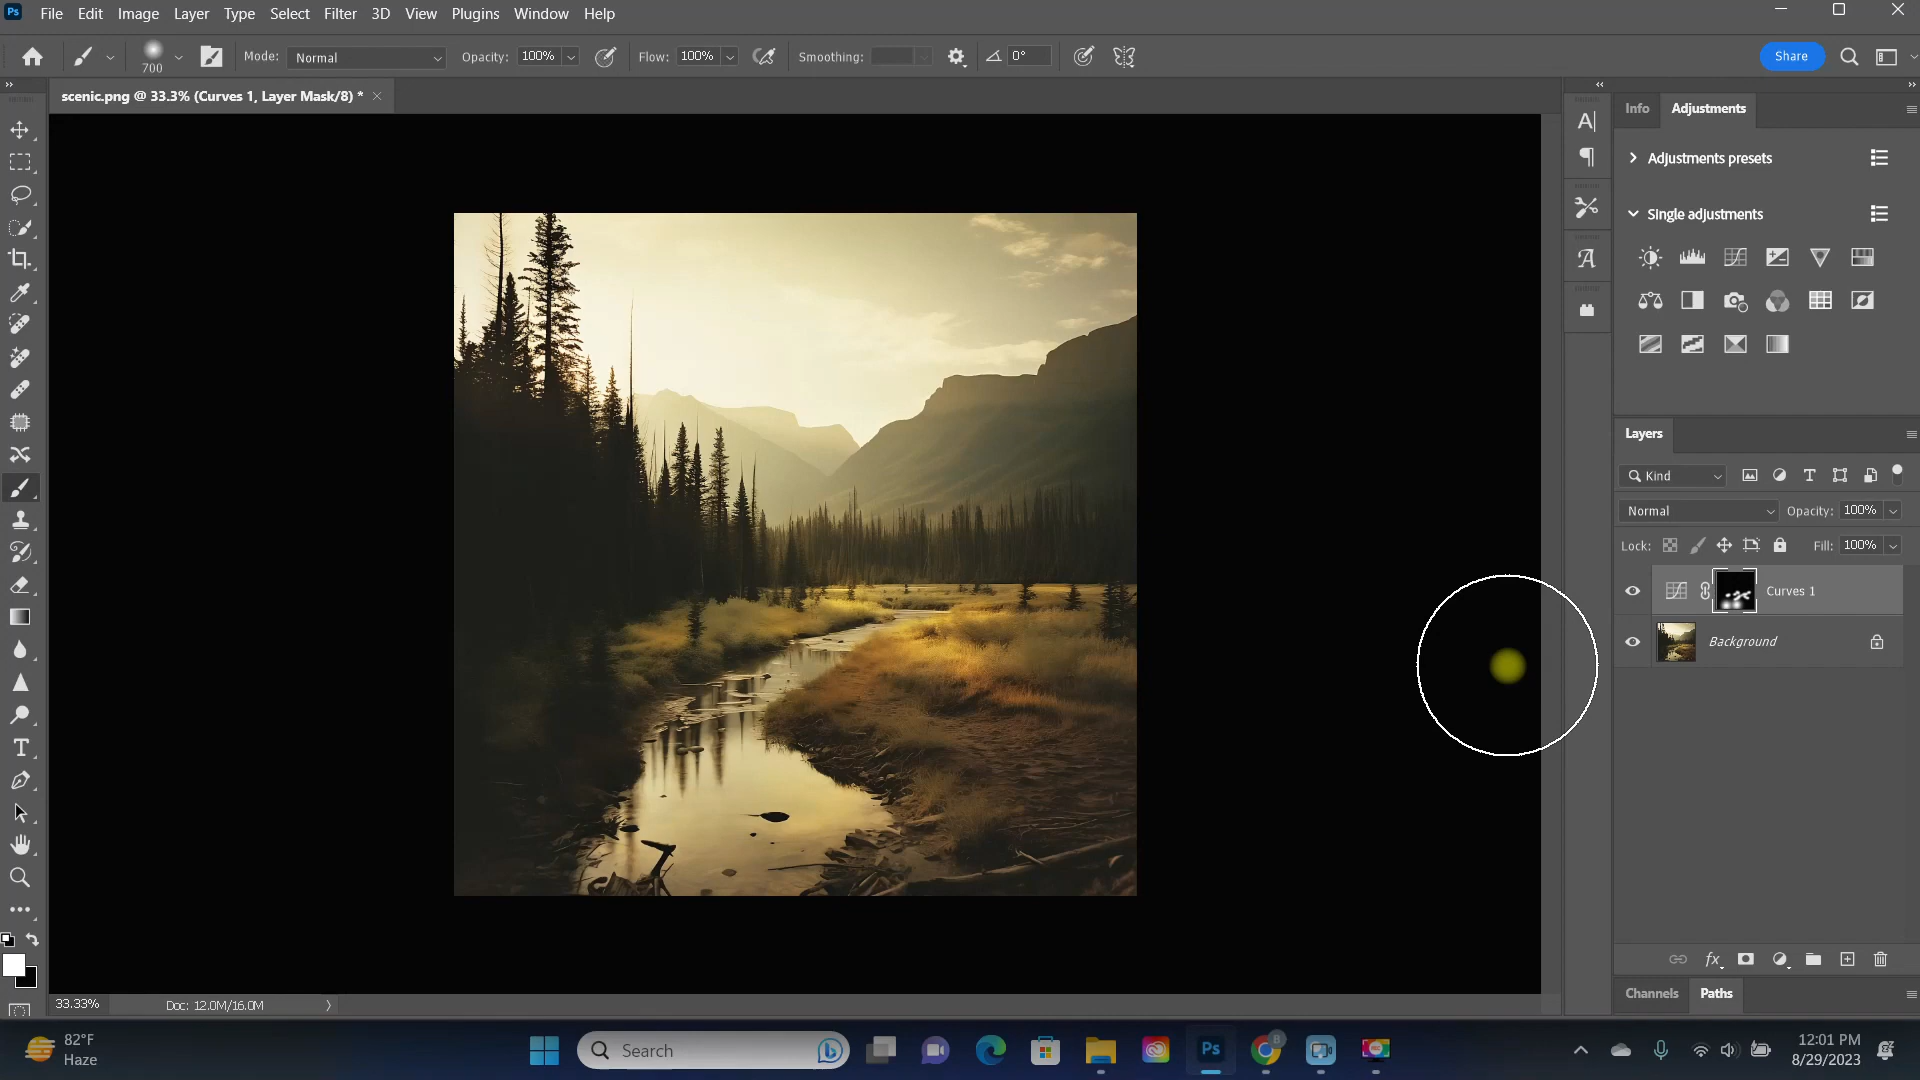 Ps File Edit Image Layer Type Select Filter 3D View Plugins Window Help
700 Mode: Normal Opacity: 100% Flow: 100% Smoothing: 0° Share
scenic.png @ 33.3% (Curves 1, Layer Mask/8) *
Info Adjustments
Adjustments presets
Single adjustments
Layers
Kind
Normal Opacity: 100%
Lock: Fill: 100%
Curves 1
Background
fx
Channels Paths
33.33% Doc: 12.0M/16.0M
82°F
Haze
Search
Ps
B
12:01 PM
8/29/2023